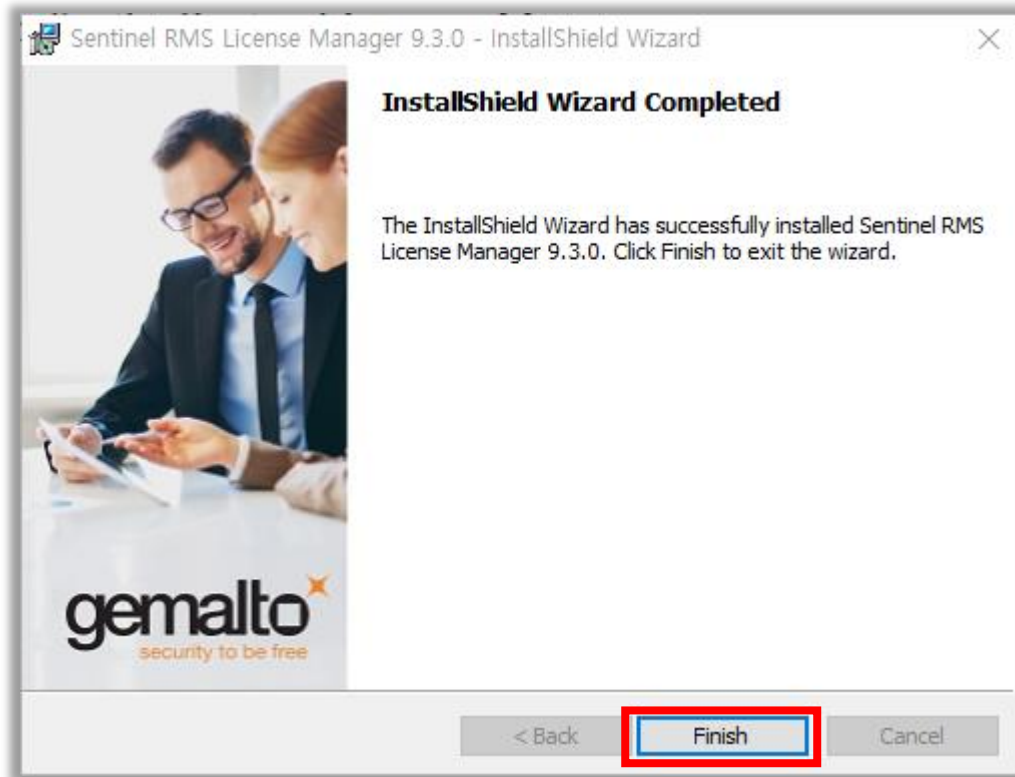 Sentinel RMS License Manager 9.3.0 - InstallShield Wizard
InstallShield Wizard Completed
The InstallShield Wizard has successfully installed Sentinel RMS
License Manager 9.3.0. Click Finish to exit the wizard.
gemalto
security to be free
< Back
Finish
Cancel